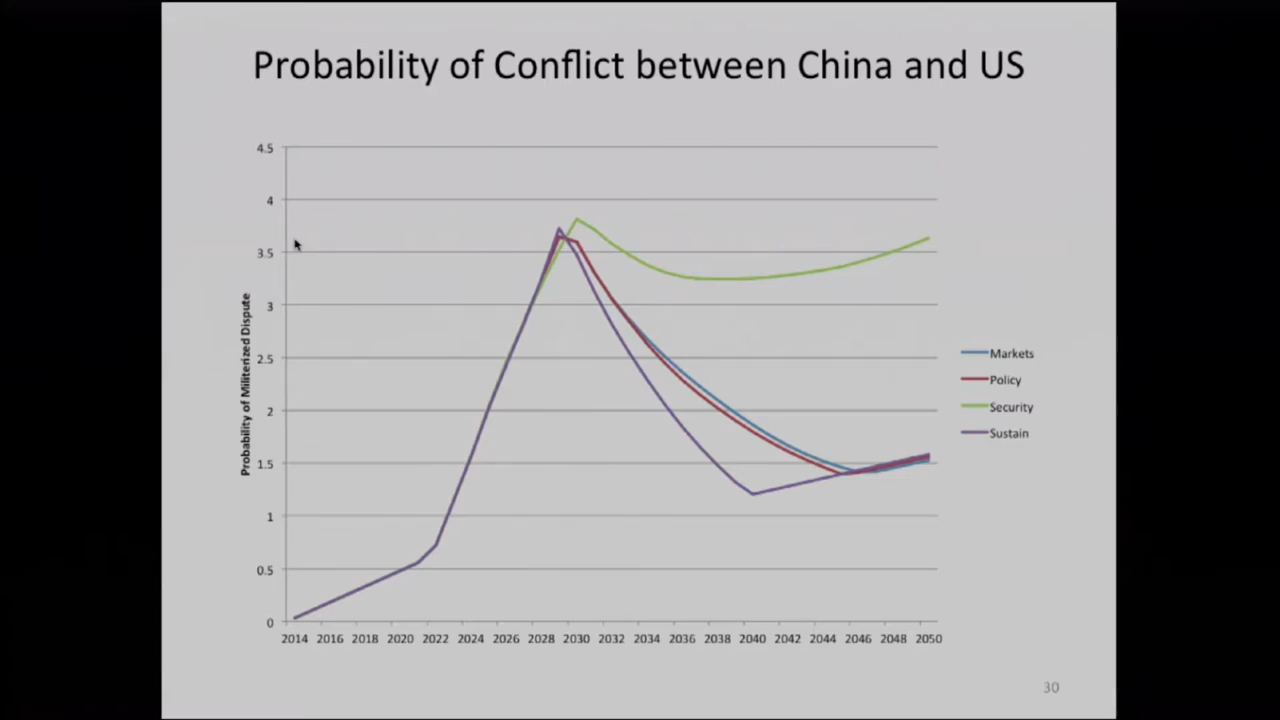 Probability of Conflict between China and US
4.5
4
3.5
3
2.5
2
1.5
1
0.5
0
Probability of Militerized Dispute
2014 2016 2018 2020 2022 2024 2026 2028 2030 2032 2034 2036 2038 2040 2042 2044 2046 2048 2050
Markets
Policy
Security
Sustain
30